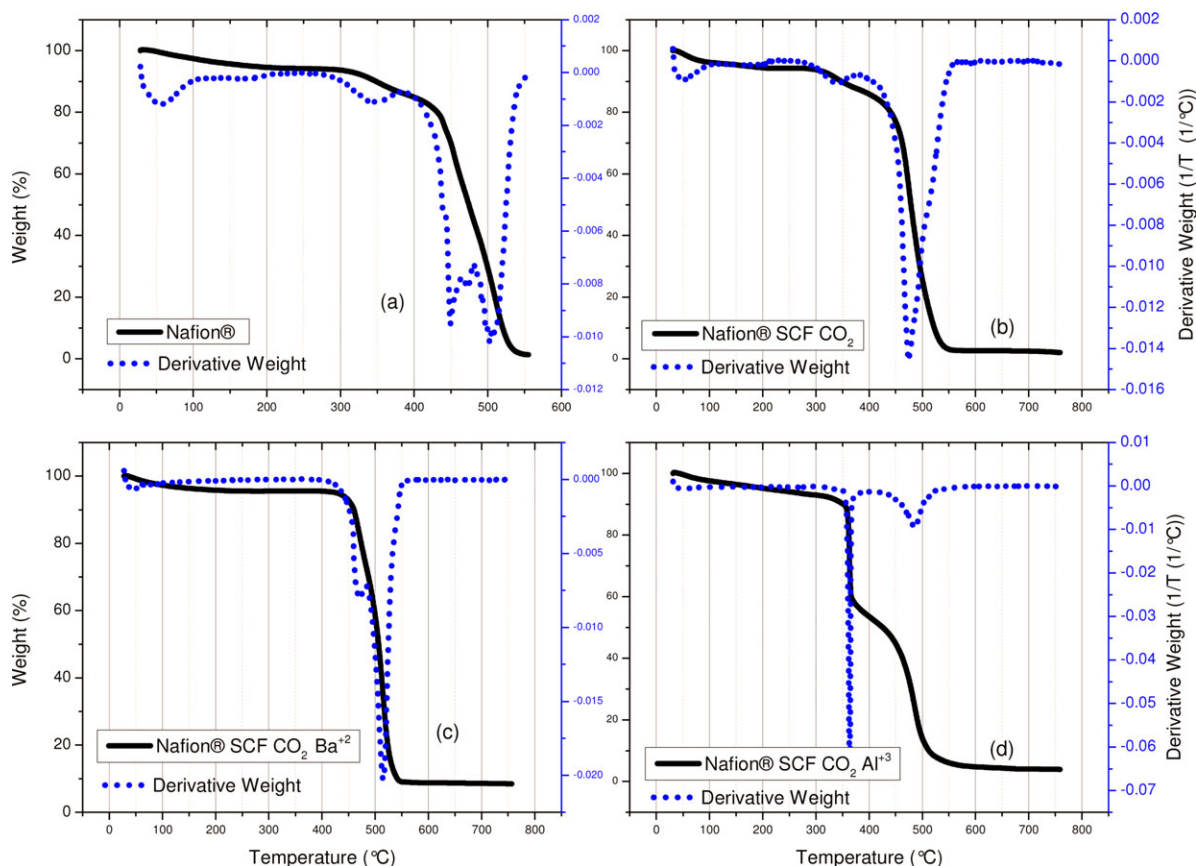 100
80
60
40
20
0
Weight (%)
0.002
0.000
-0.002
-0.004
-0.006
-0.008
-0.010
-0.012
(a)
Nafion®
Derivative Weight
0 100 200 300 400 500 600
100
80
60
40
20
0
0.002
0.000
-0.002
-0.004
-0.006
-0.008
-0.010
-0.012
-0.014
-0.016
Derivative Weight (1/T (1/ºC))
(b)
Nafion® SCF CO₂
Derivative Weight
0 100 200 300 400 500 600 700 800
100
80
60
40
20
0
Weight (%)
0.000
-0.005
-0.010
-0.015
-0.020
(c)
Nafion® SCF CO₂ Ba⁺²
Derivative Weight
0 100 200 300 400 500 600 700 800
Temperature (ºC)
100
80
60
40
20
0
0.01
0.00
-0.01
-0.02
-0.03
-0.04
-0.05
-0.06
-0.07
Derivative Weight (1/T (1/ºC))
(d)
Nafion® SCF CO₂ Al⁺³
Derivative Weight
0 100 200 300 400 500 600 700 800
Temperature (ºC)